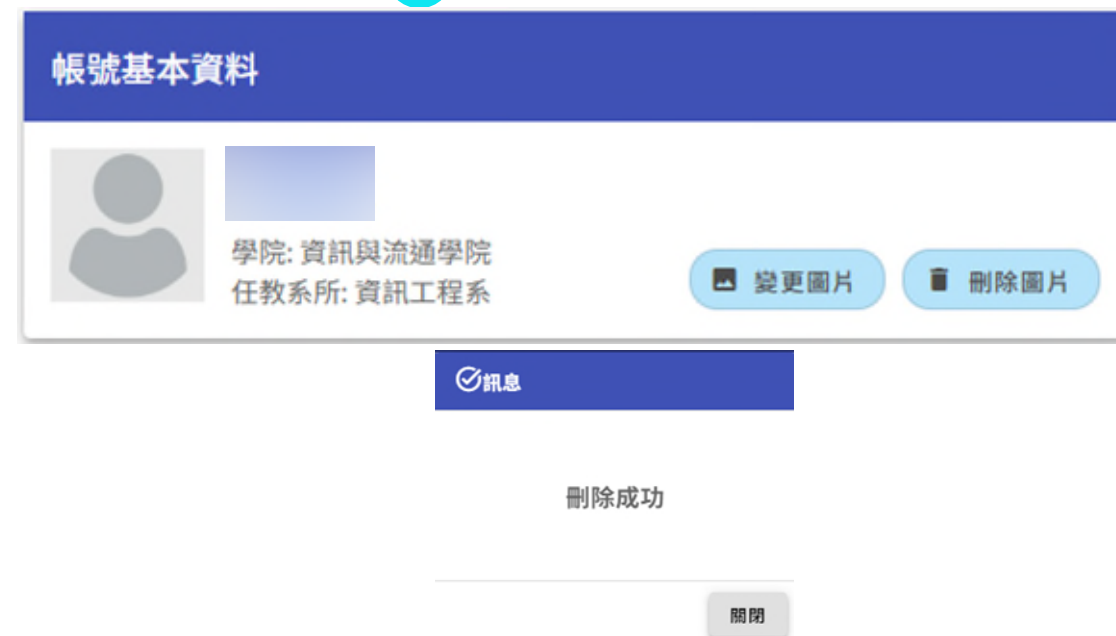 帳號基本資料
學院: 資訊與流通學院
任教系所: 資訊工程系
變更圖片
刪除圖片
訊息
刪除成功
關閉